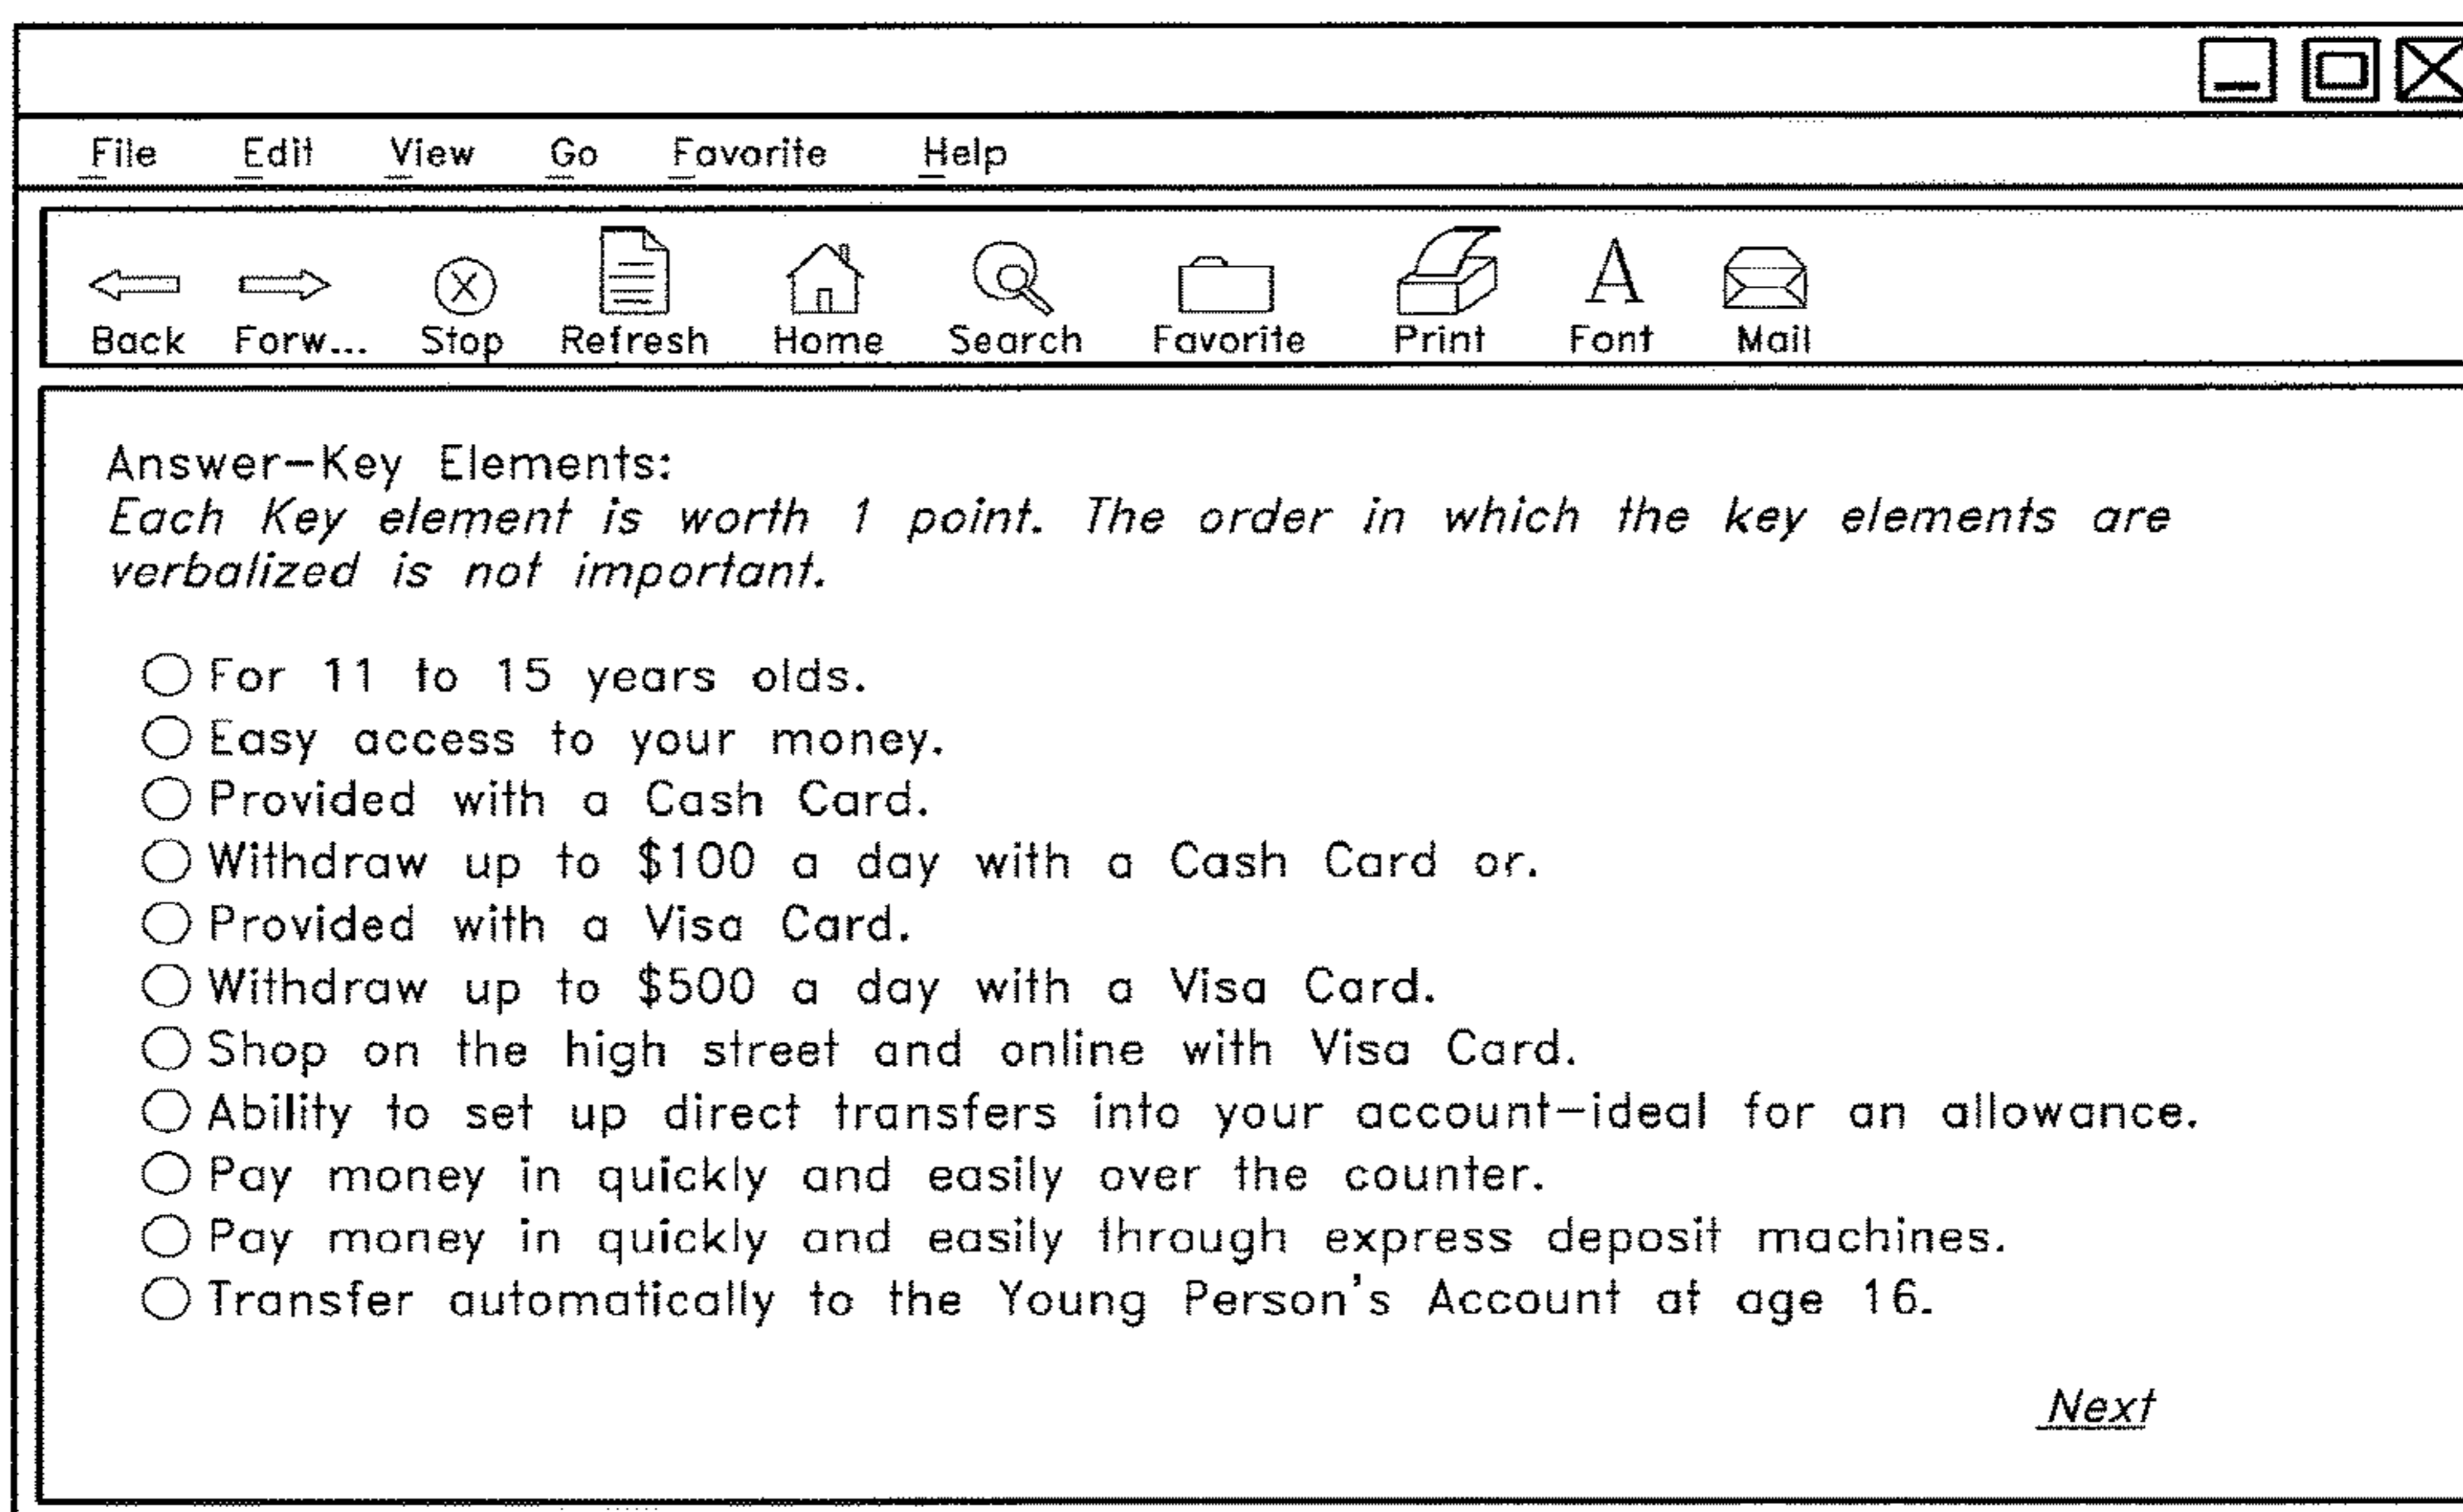 File Edit View Go Favorite Help
Back Forw... Stop Refresh Home Search Favorite Print Font Mail
Answer-Key Elements:
Each Key element is worth 1 point. The order in which the key elements are
verbalized is not important.
For 11 to 15 years olds.
Easy access to your money.
Provided with a Cash Card.
Withdraw up to $100 a day with a Cash Card or.
Provided with a Visa Card.
Withdraw up to $500 a day with a Visa Card.
Shop on the high street and online with Visa Card.
Ability to set up direct transfers into your account-ideal for an allowance.
Pay money in quickly and easily over the counter.
Pay money in quickly and easily through express deposit machines.
Transfer automatically to the Young Person's Account at age 16.
Next